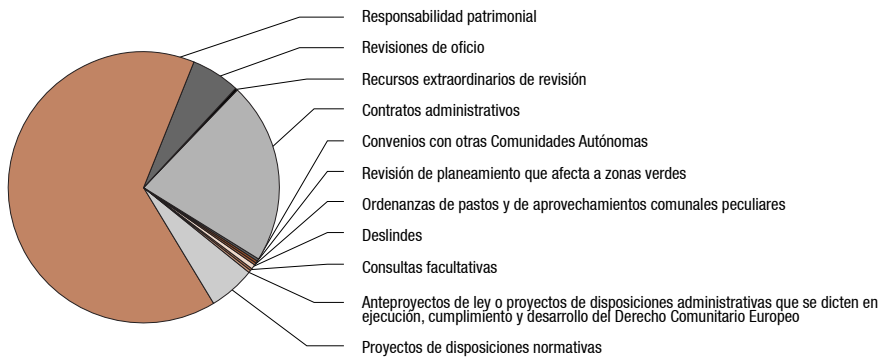 Responsabilidad patrimonial
Revisiones de oficio
Recursos extraordinarios de revisión
Contratos administrativos
Convenios con otras Comunidades Autónomas
Revisión de planeamiento que afecta a zonas verdes
Ordenanzas de pastos y de aprovechamientos comunales peculiares
Deslindes
Consultas facultativas
Anteproyectos de ley o proyectos de disposiciones administrativas que se dicten en
ejecución, cumplimiento y desarrollo del Derecho Comunitario Europeo
Proyectos de disposiciones normativas